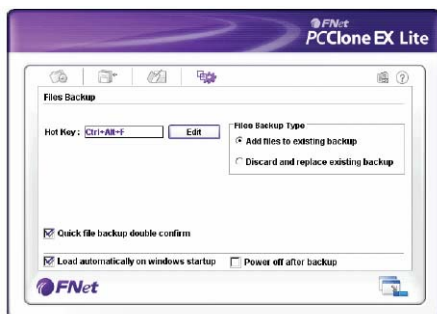 FNet
PCClone EX Lite
Files Backup
Hot Key : Ctrl+Alt+F Edit
Files Backup Type
Add files to existing backup
Discard and replace existing backup
Quick file backup double confirm
Load automatically on windows startup Power off after backup
FNet